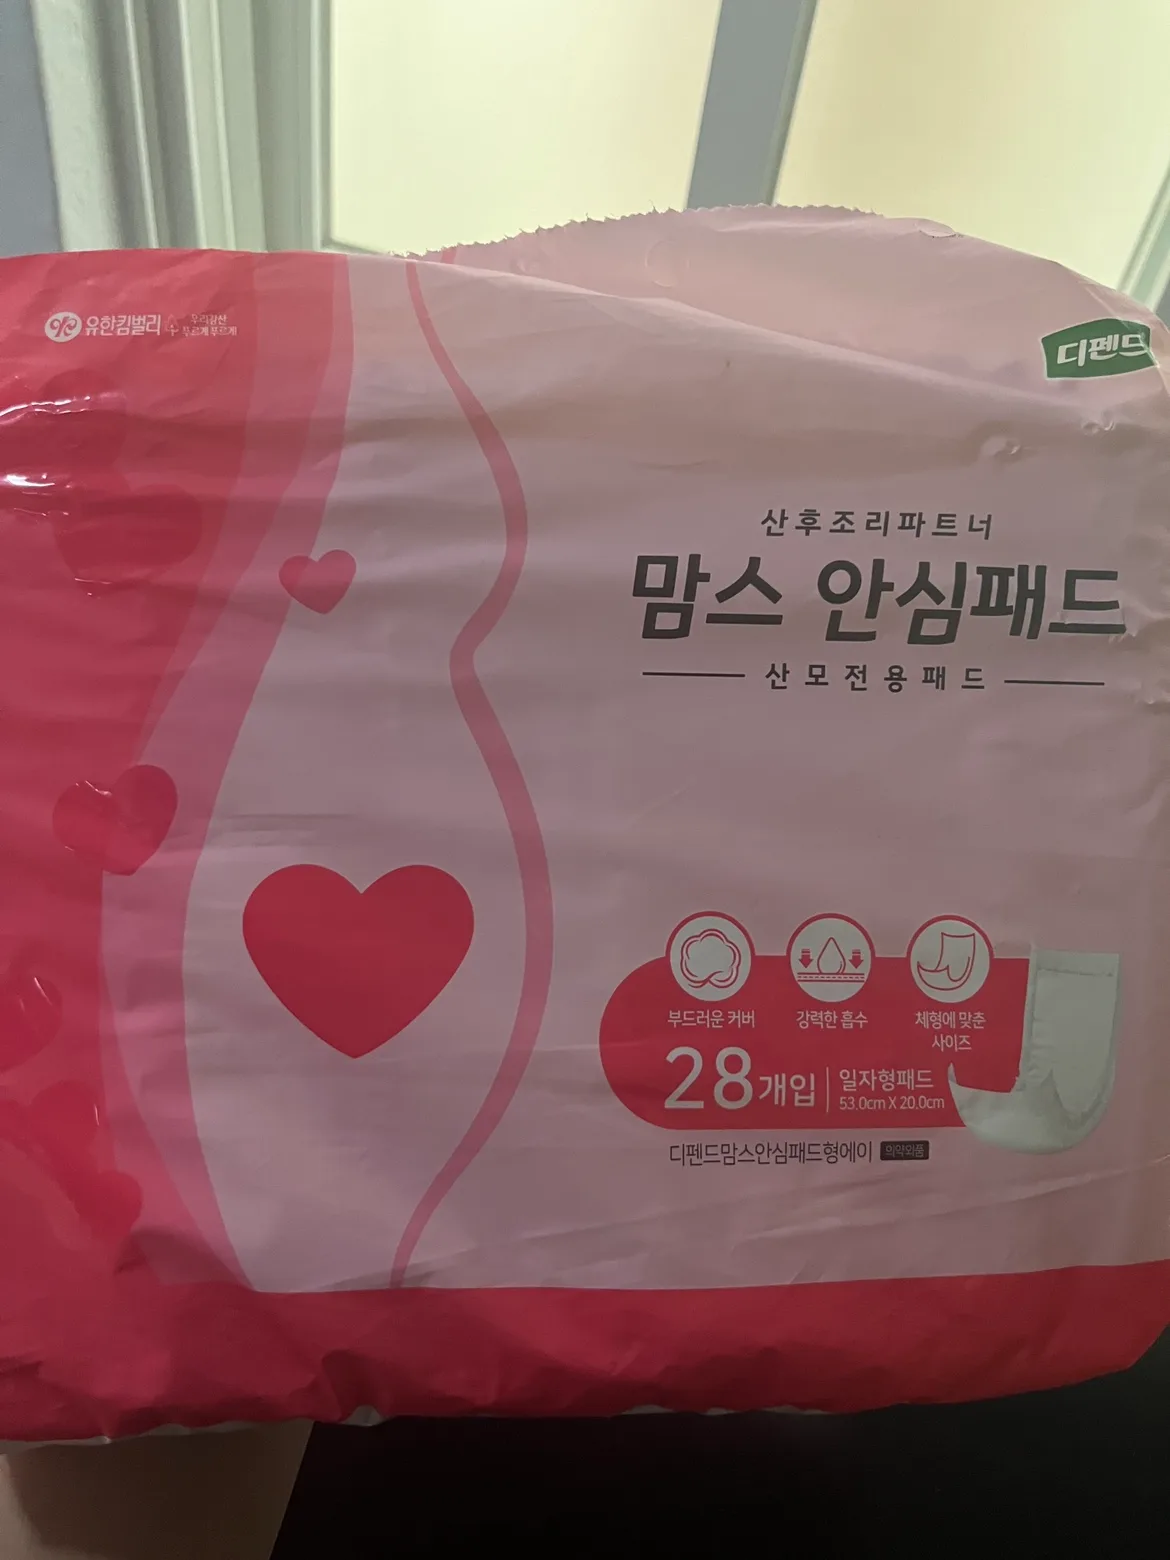 유한킴벌리
우리강산
푸르게 푸르게
디펜드
산후조리파트너
맘스 안심패드
산모전용패드
부드러운 커버
강력한 흡수
체형에 맞춘
사이즈
28개입
일자형패드
53.0cm X 20.0cm
디펜드맘스안심패드형에이 의약외품